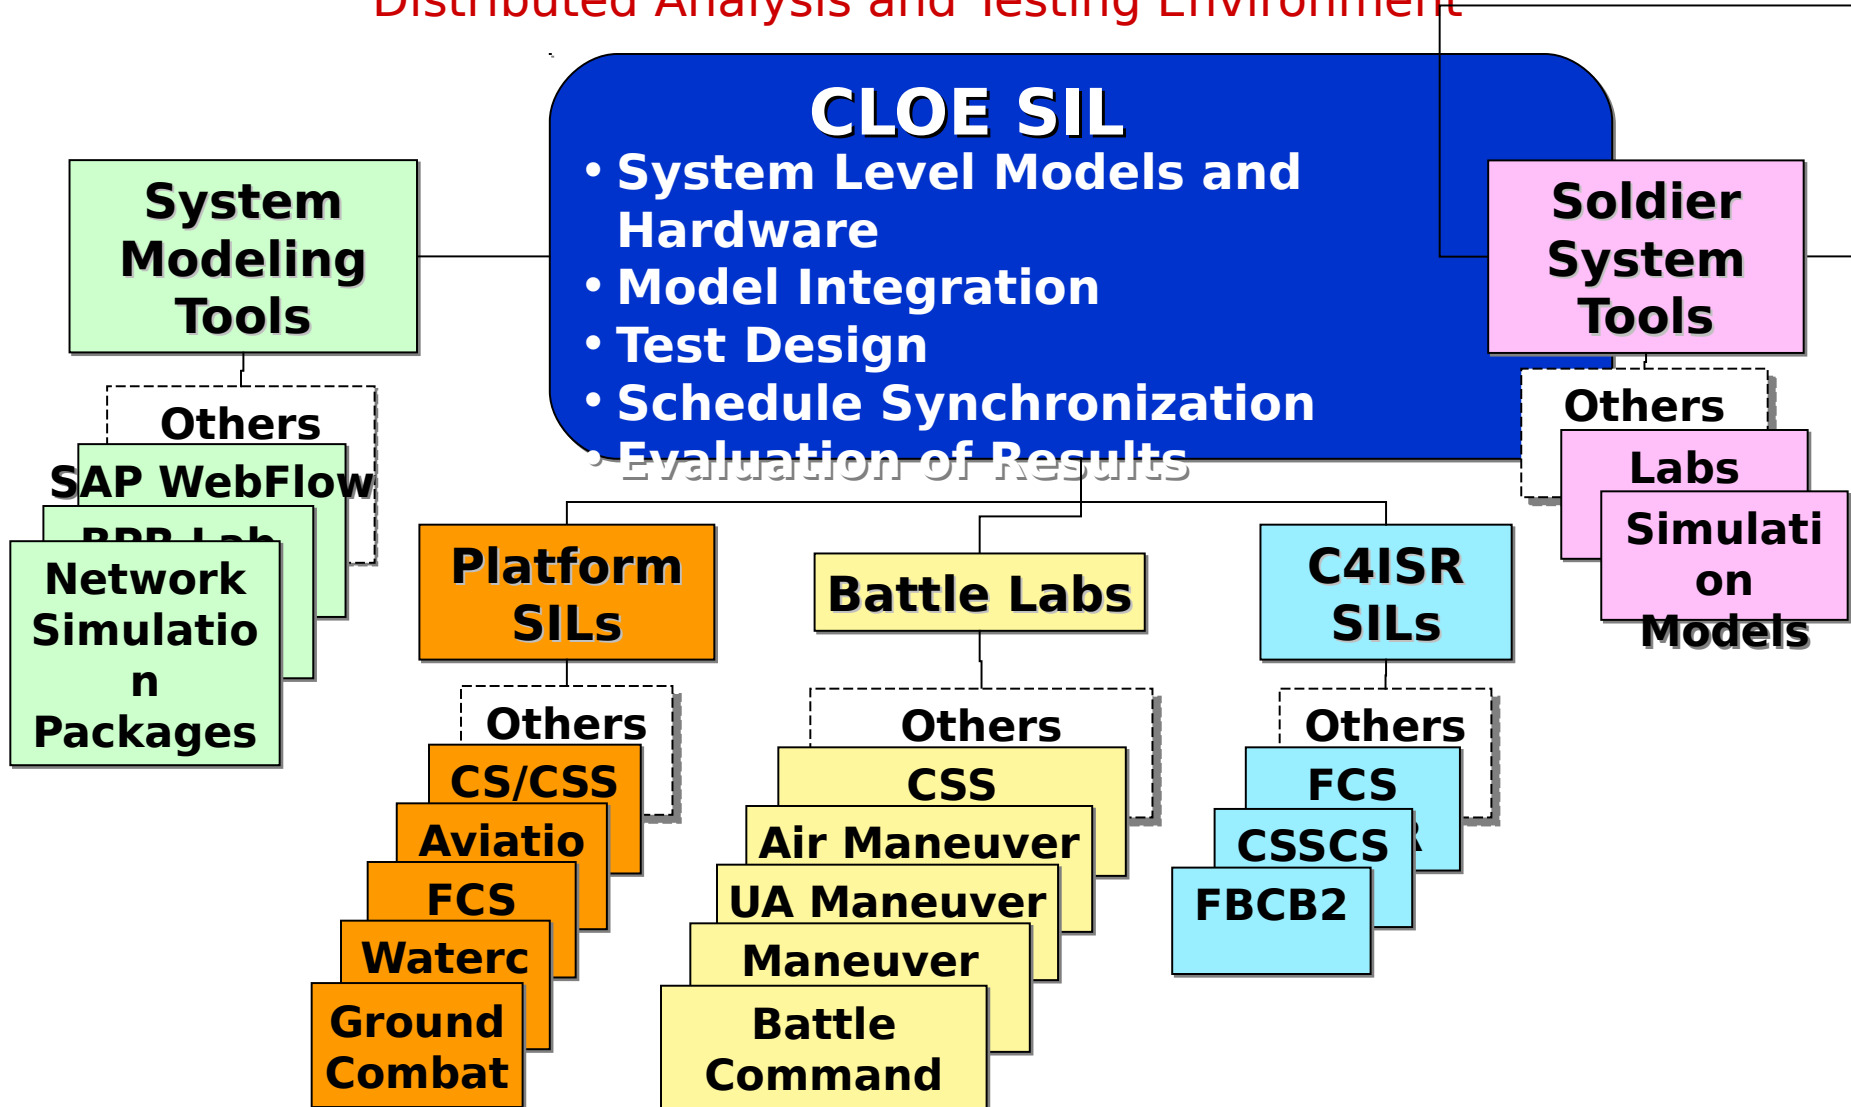 Distributed Analysis and Testing Environment
CLOE SIL
• System Level Models and
Hardware
• Model Integration
• Test Design
• Schedule Synchronization
• Evaluation of Results
System
Modeling
Tools
Others
SAP WebFlow
BPR Lab
Network
Simulatio
n
Packages
Soldier
System
Tools
Others
Labs
Simulati
on
Models
Platform
SILs
Others
CS/CSS
Aviatio
FCS
Waterc
Ground
Combat
Battle Labs
Others
CSS
Air Maneuver
UA Maneuver
Maneuver
Battle
Command
C4ISR
SILs
Others
FCS
R
CSSCS
FBCB2